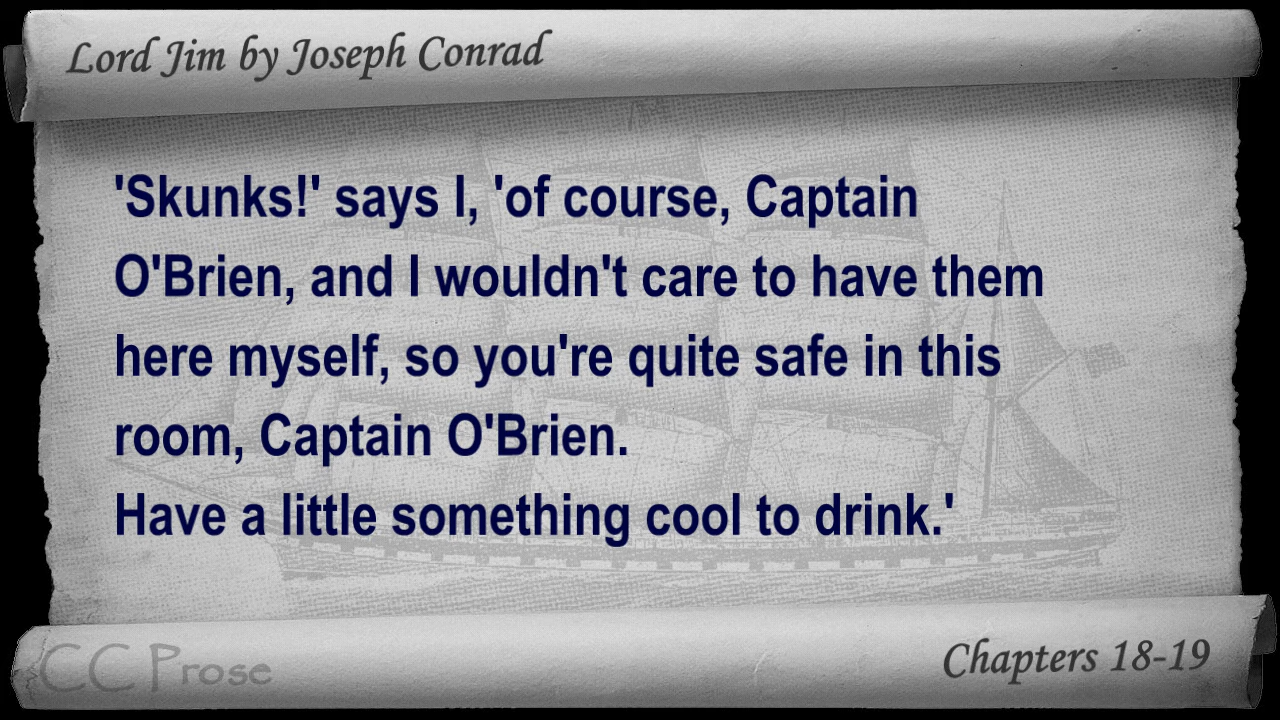 Lord Jim by Joseph Conrad
'Skunks!' says I, 'of course, Captain
O'Brien, and I wouldn't care to have them
here myself, so you're quite safe in this
room, Captain O'Brien.
Have a little something cool to drink.'
CC Prose
Chapters 18-19